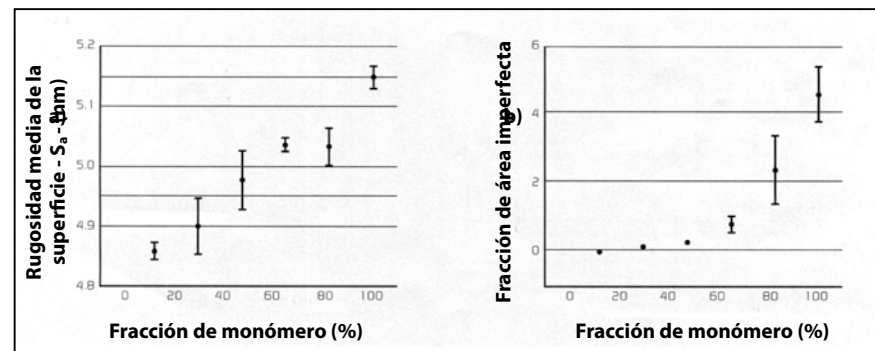 Rugosidad media de la
superficie - Sₐ -
5.2
5.1
5.0
4.9
4.8
0 20 40 60 80 100
Fracción de monómero (%)
b)
Fracción de área imperfecta
6
4
2
0
0 20 40 60 80 100
Fracción de monómero (%)